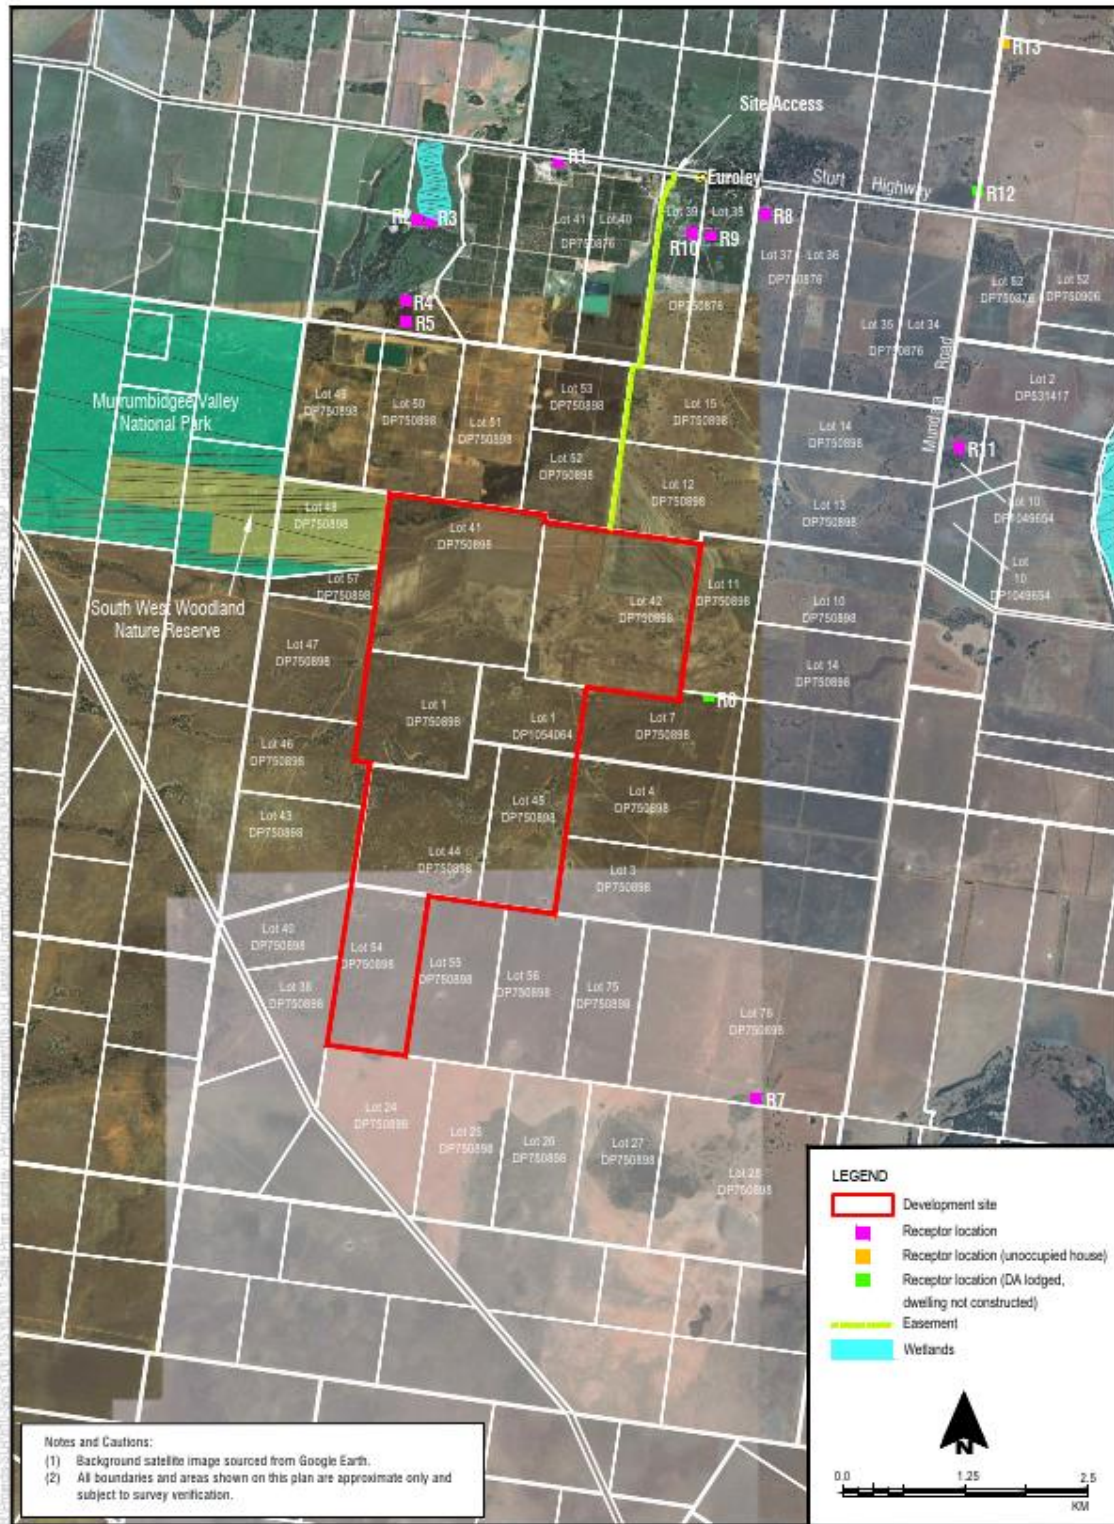 R13
Site Access
R1
Euroley
Sturt Highway
R12
R2
R3
Lot 41
Lot 40
DP750876
Lot 39
R8
R10
R9
Lot 37
Lot 36
DP750876
R4
R5
DP750876
Lot 52
DP750876
Lot 52
DP750906
Lot 35
Lot 34
DP750876
Mundara Road
Lot 2
DP531417
Murrumbidgee Valley
National Park
Lot 49
DP750898
Lot 50
DP750898
Lot 51
DP750898
Lot 53
DP750898
Lot 15
DP750898
Lot 14
DP750898
R11
Lot 52
DP750898
Lot 12
DP750898
Lot 13
DP750898
Lot 48
DP750898
Lot 41
DP750898
Lot 10
DP1049654
Lot
10
DP1049654
Lot 57
DP750898
Lot 42
DP750898
Lot 11
DP750898
Lot 10
DP750898
South West Woodland
Nature Reserve
Lot 47
DP750898
Lot 14
DP750898
Lot 1
DP750898
Lot 1
DP1054064
Lot 7
DP750898
R6
Lot 46
DP750898
Lot 43
DP750898
Lot 45
DP750898
Lot 4
DP750898
Lot 44
DP750898
Lot 3
DP750898
Lot 40
DP750898
Lot 54
DP750898
Lot 55
DP750898
Lot 56
DP750898
Lot 75
DP750898
Lot 38
DP750898
Lot 76
DP750898
R7
Lot 24
DP750898
Lot 25
DP750898
Lot 26
DP750898
Lot 27
DP750898
Lot 28
DP750898
LEGEND
Development site
Receptor location
Receptor location (unoccupied house)
Receptor location (DA lodged,
dwelling not constructed)
Easement
Wetlands
N
0.0 1.25 2.5
KM
Notes and Cautions:
(1) Background satellite image sourced from Google Earth.
(2) All boundaries and areas shown on this plan are approximate only and
subject to survey verification.